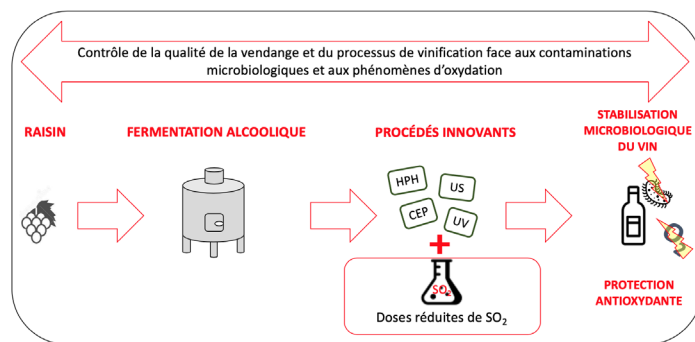 Contrôle de la qualité de la vendange et du processus de vinification face aux contaminations
microbiologiques et aux phénomènes d'oxydation
RAISIN
FERMENTATION ALCOOLIQUE
PROCÉDÉS INNOVANTS
STABILISATION
MICROBIOLOGIQUE
DU VIN
HPH
US
CEP
UV
+
SO₂
Doses réduites de SO₂
PROTECTION
ANTIOXYDANTE